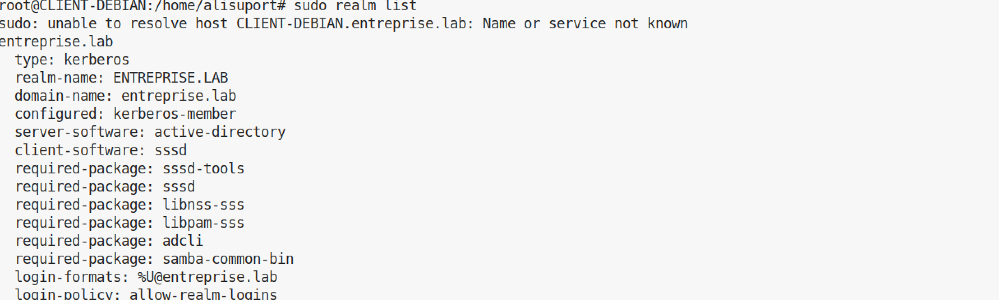 root@CLIENT-DEBIAN:/home/alisuport# sudo realm list
sudo: unable to resolve host CLIENT-DEBIAN.entreprise.lab: Name or service not known
entreprise.lab
  type: kerberos
  realm-name: ENTREPRISE.LAB
  domain-name: entreprise.lab
  configured: kerberos-member
  server-software: active-directory
  client-software: sssd
  required-package: sssd-tools
  required-package: sssd
  required-package: libnss-sss
  required-package: libpam-sss
  required-package: adcli
  required-package: samba-common-bin
  login-formats: %U@entreprise.lab
  login-policy: allow-realm-logins